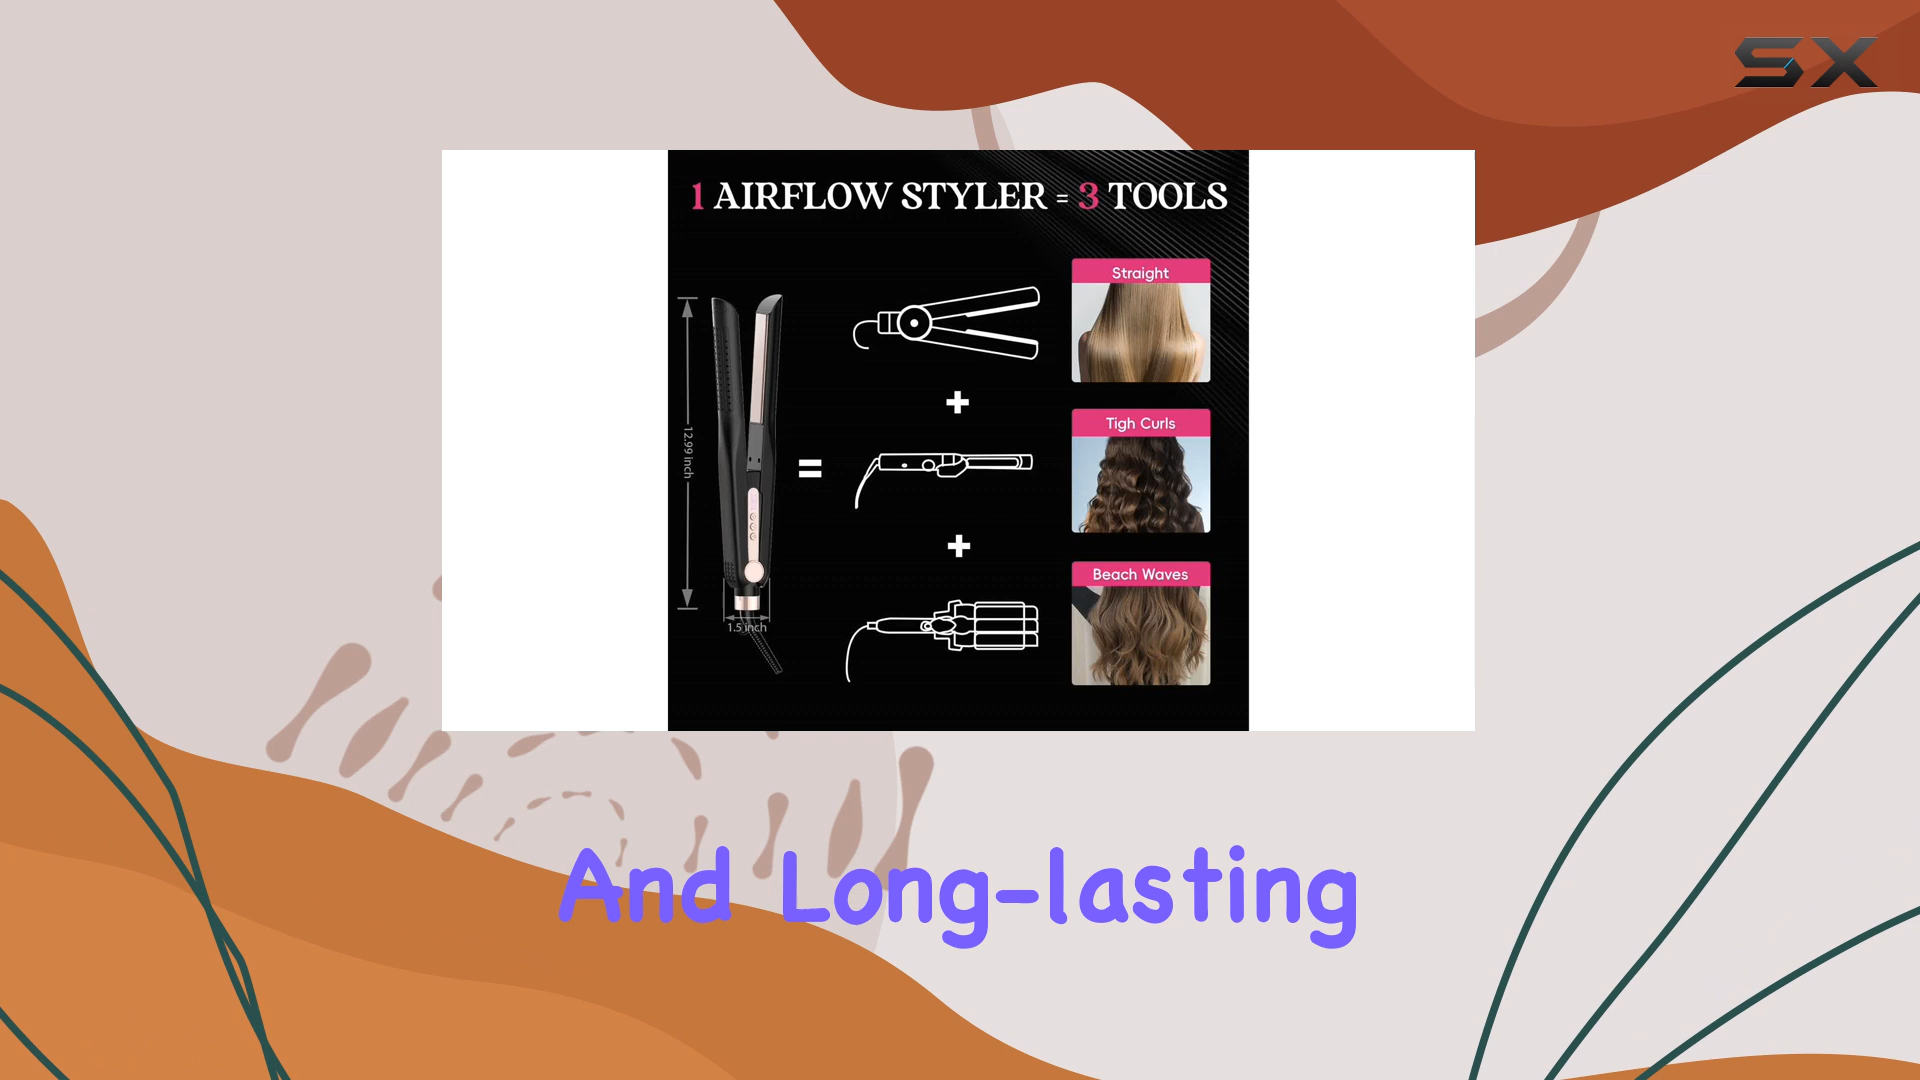 SX
1 AIRFLOW STYLER = 3 TOOLS
Straight
+
12.99 inch
=
Tigh Curls
+
Beach Waves
1.5 inch
And Long-lasting